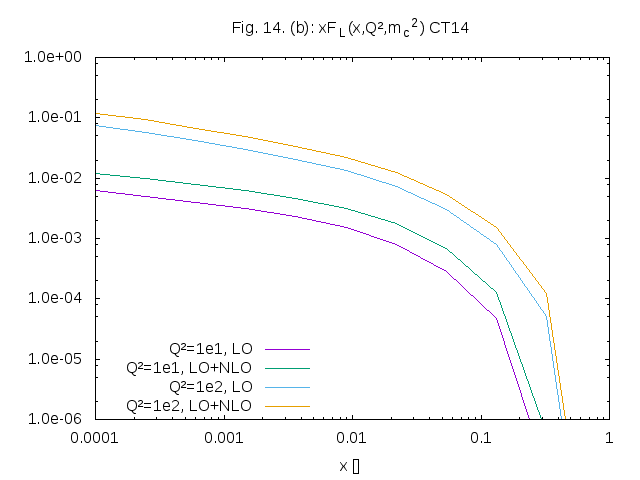 Fig. 14. (b): xF_L(x,Q²,m_c²) CT14
1.0e+00
1.0e-01
1.0e-02
1.0e-03
1.0e-04
1.0e-05
1.0e-06
Q²=1e1, LO
Q²=1e1, LO+NLO
Q²=1e2, LO
Q²=1e2, LO+NLO
0.0001 0.001 0.01 0.1 1
x []